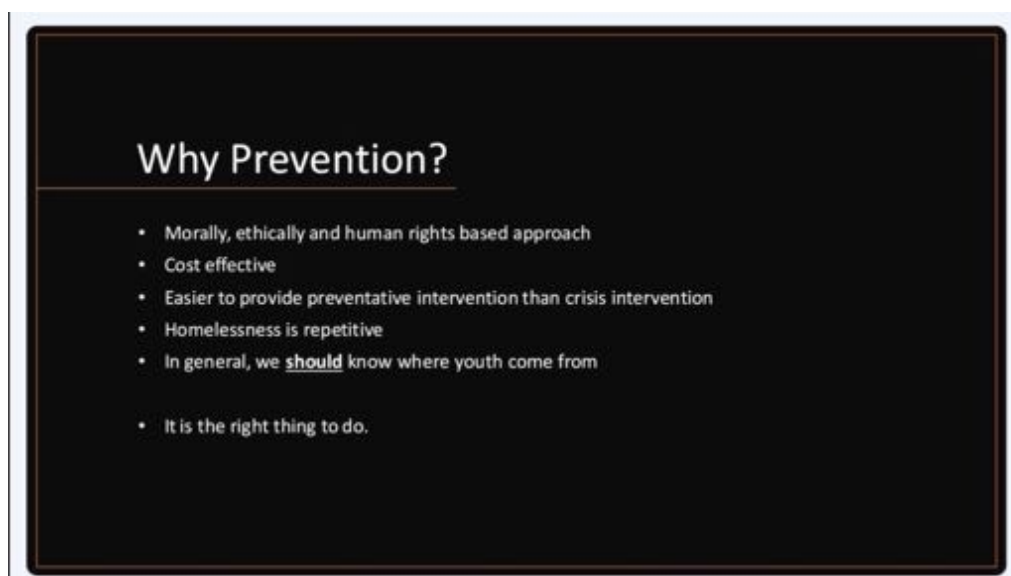 Why Prevention?
• Morally, ethically and human rights based approach
• Cost effective
• Easier to provide preventative intervention than crisis intervention
• Homelessness is repetitive
• In general, we should know where youth come from
• It is the right thing to do.